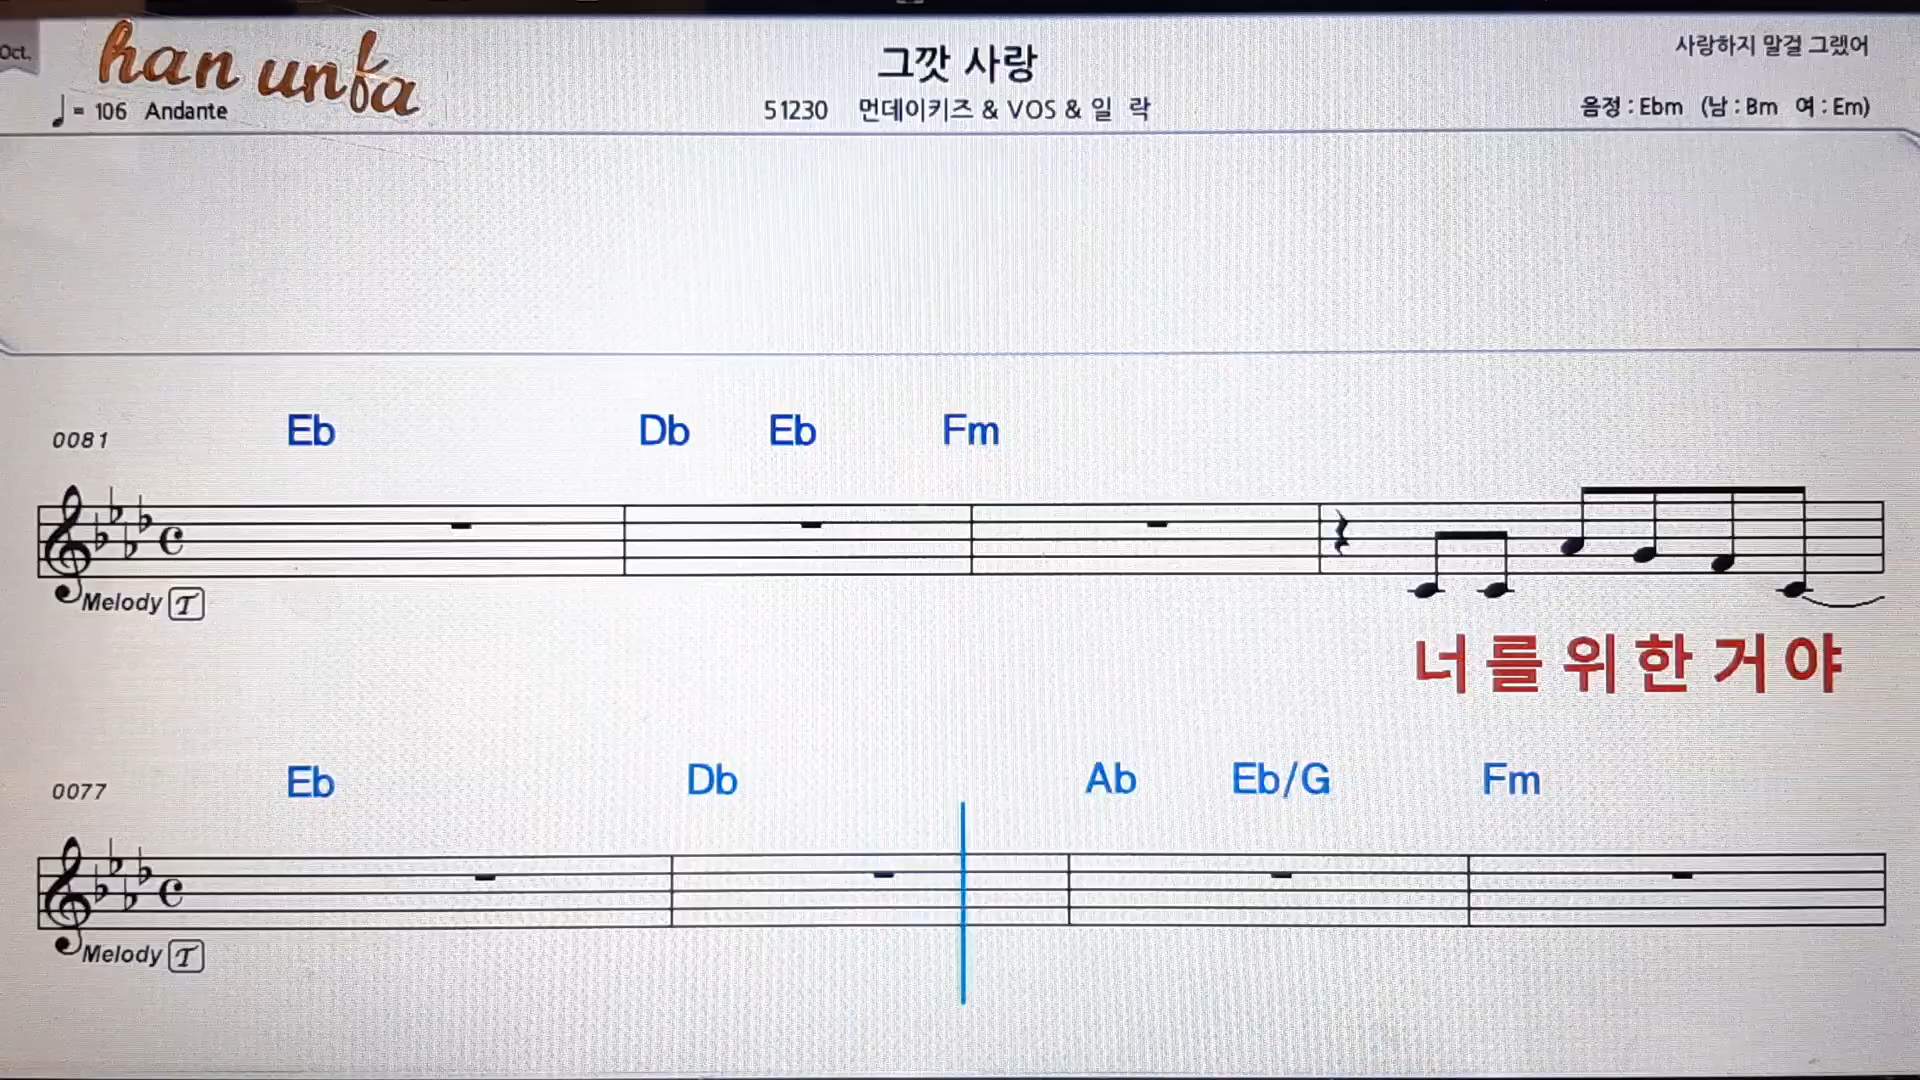 Oct.
han unfa
= 106 Andante
그깟 사랑
51230 먼데이키즈 & VOS & 일 락
사랑하지 말걸 그랬어
음정 : Ebm (남 : Bm 여 : Em)
0081 Eb Db Eb Fm
Melody T
너 를 위 한 거 야
0077 Eb Db Ab Eb/G Fm
Melody T